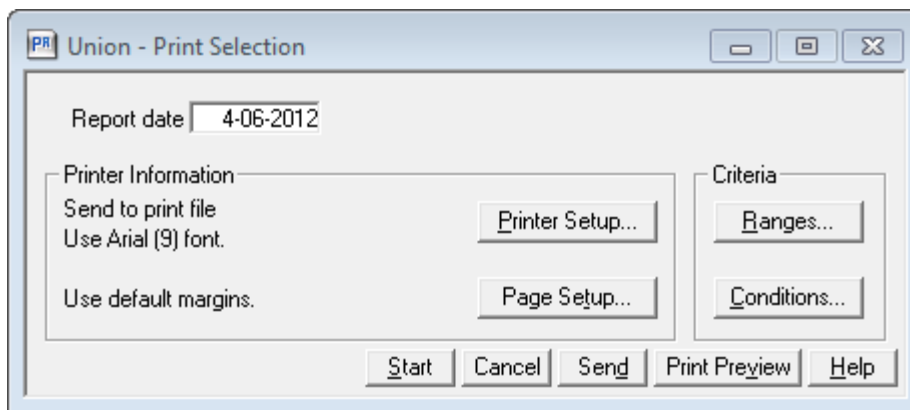 PR Union - Print Selection
Report date 4-06-2012
Printer Information
Send to print file
Use Arial (9) font.
Printer Setup...
Use default margins.
Page Setup...
Criteria
Ranges...
Conditions...
Start Cancel Send Print Preview Help